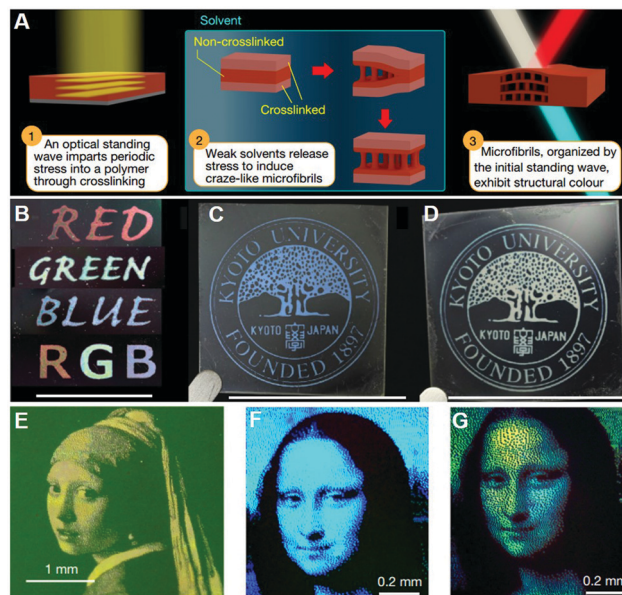 A
Solvent
Non-crosslinked
Crosslinked
1
An optical standing
wave imparts periodic
stress into a polymer
through crosslinking
2
Weak solvents release
stress to induce
craze-like microfibrils
3
Microfibrils, organized by
the initial standing wave,
exhibit structural colour
B
RED
GREEN
BLUE
RGB
C
KYOTO UNIVERSITY
KYOTO JAPAN
FOUNDED 1897
D
KYOTO UNIVERSITY
KYOTO JAPAN
FOUNDED 1897
E
1 mm
F
0.2 mm
G
0.2 mm